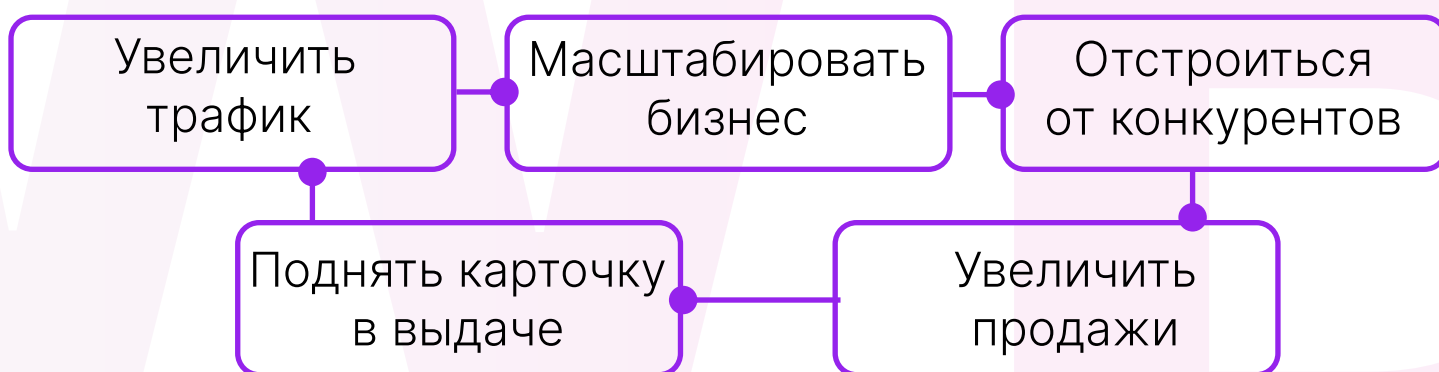 Увеличить
трафик
Масштабировать
бизнес
Отстроиться
от конкурентов
Поднять карточку
в выдаче
Увеличить
продажи